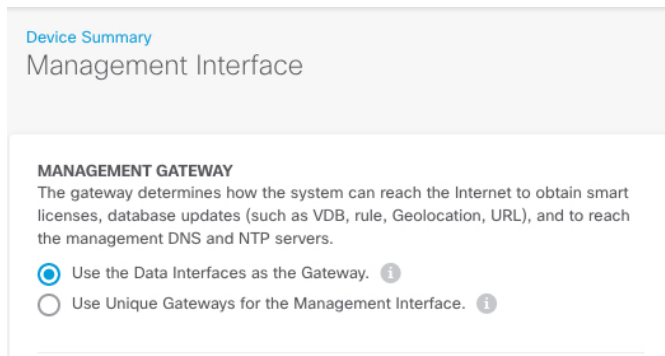 Device Summary
Management Interface
MANAGEMENT GATEWAY
The gateway determines how the system can reach the Internet to obtain smart
licenses, database updates (such as VDB, rule, Geolocation, URL), and to reach
the management DNS and NTP servers.
Use the Data Interfaces as the Gateway. i
Use Unique Gateways for the Management Interface. i